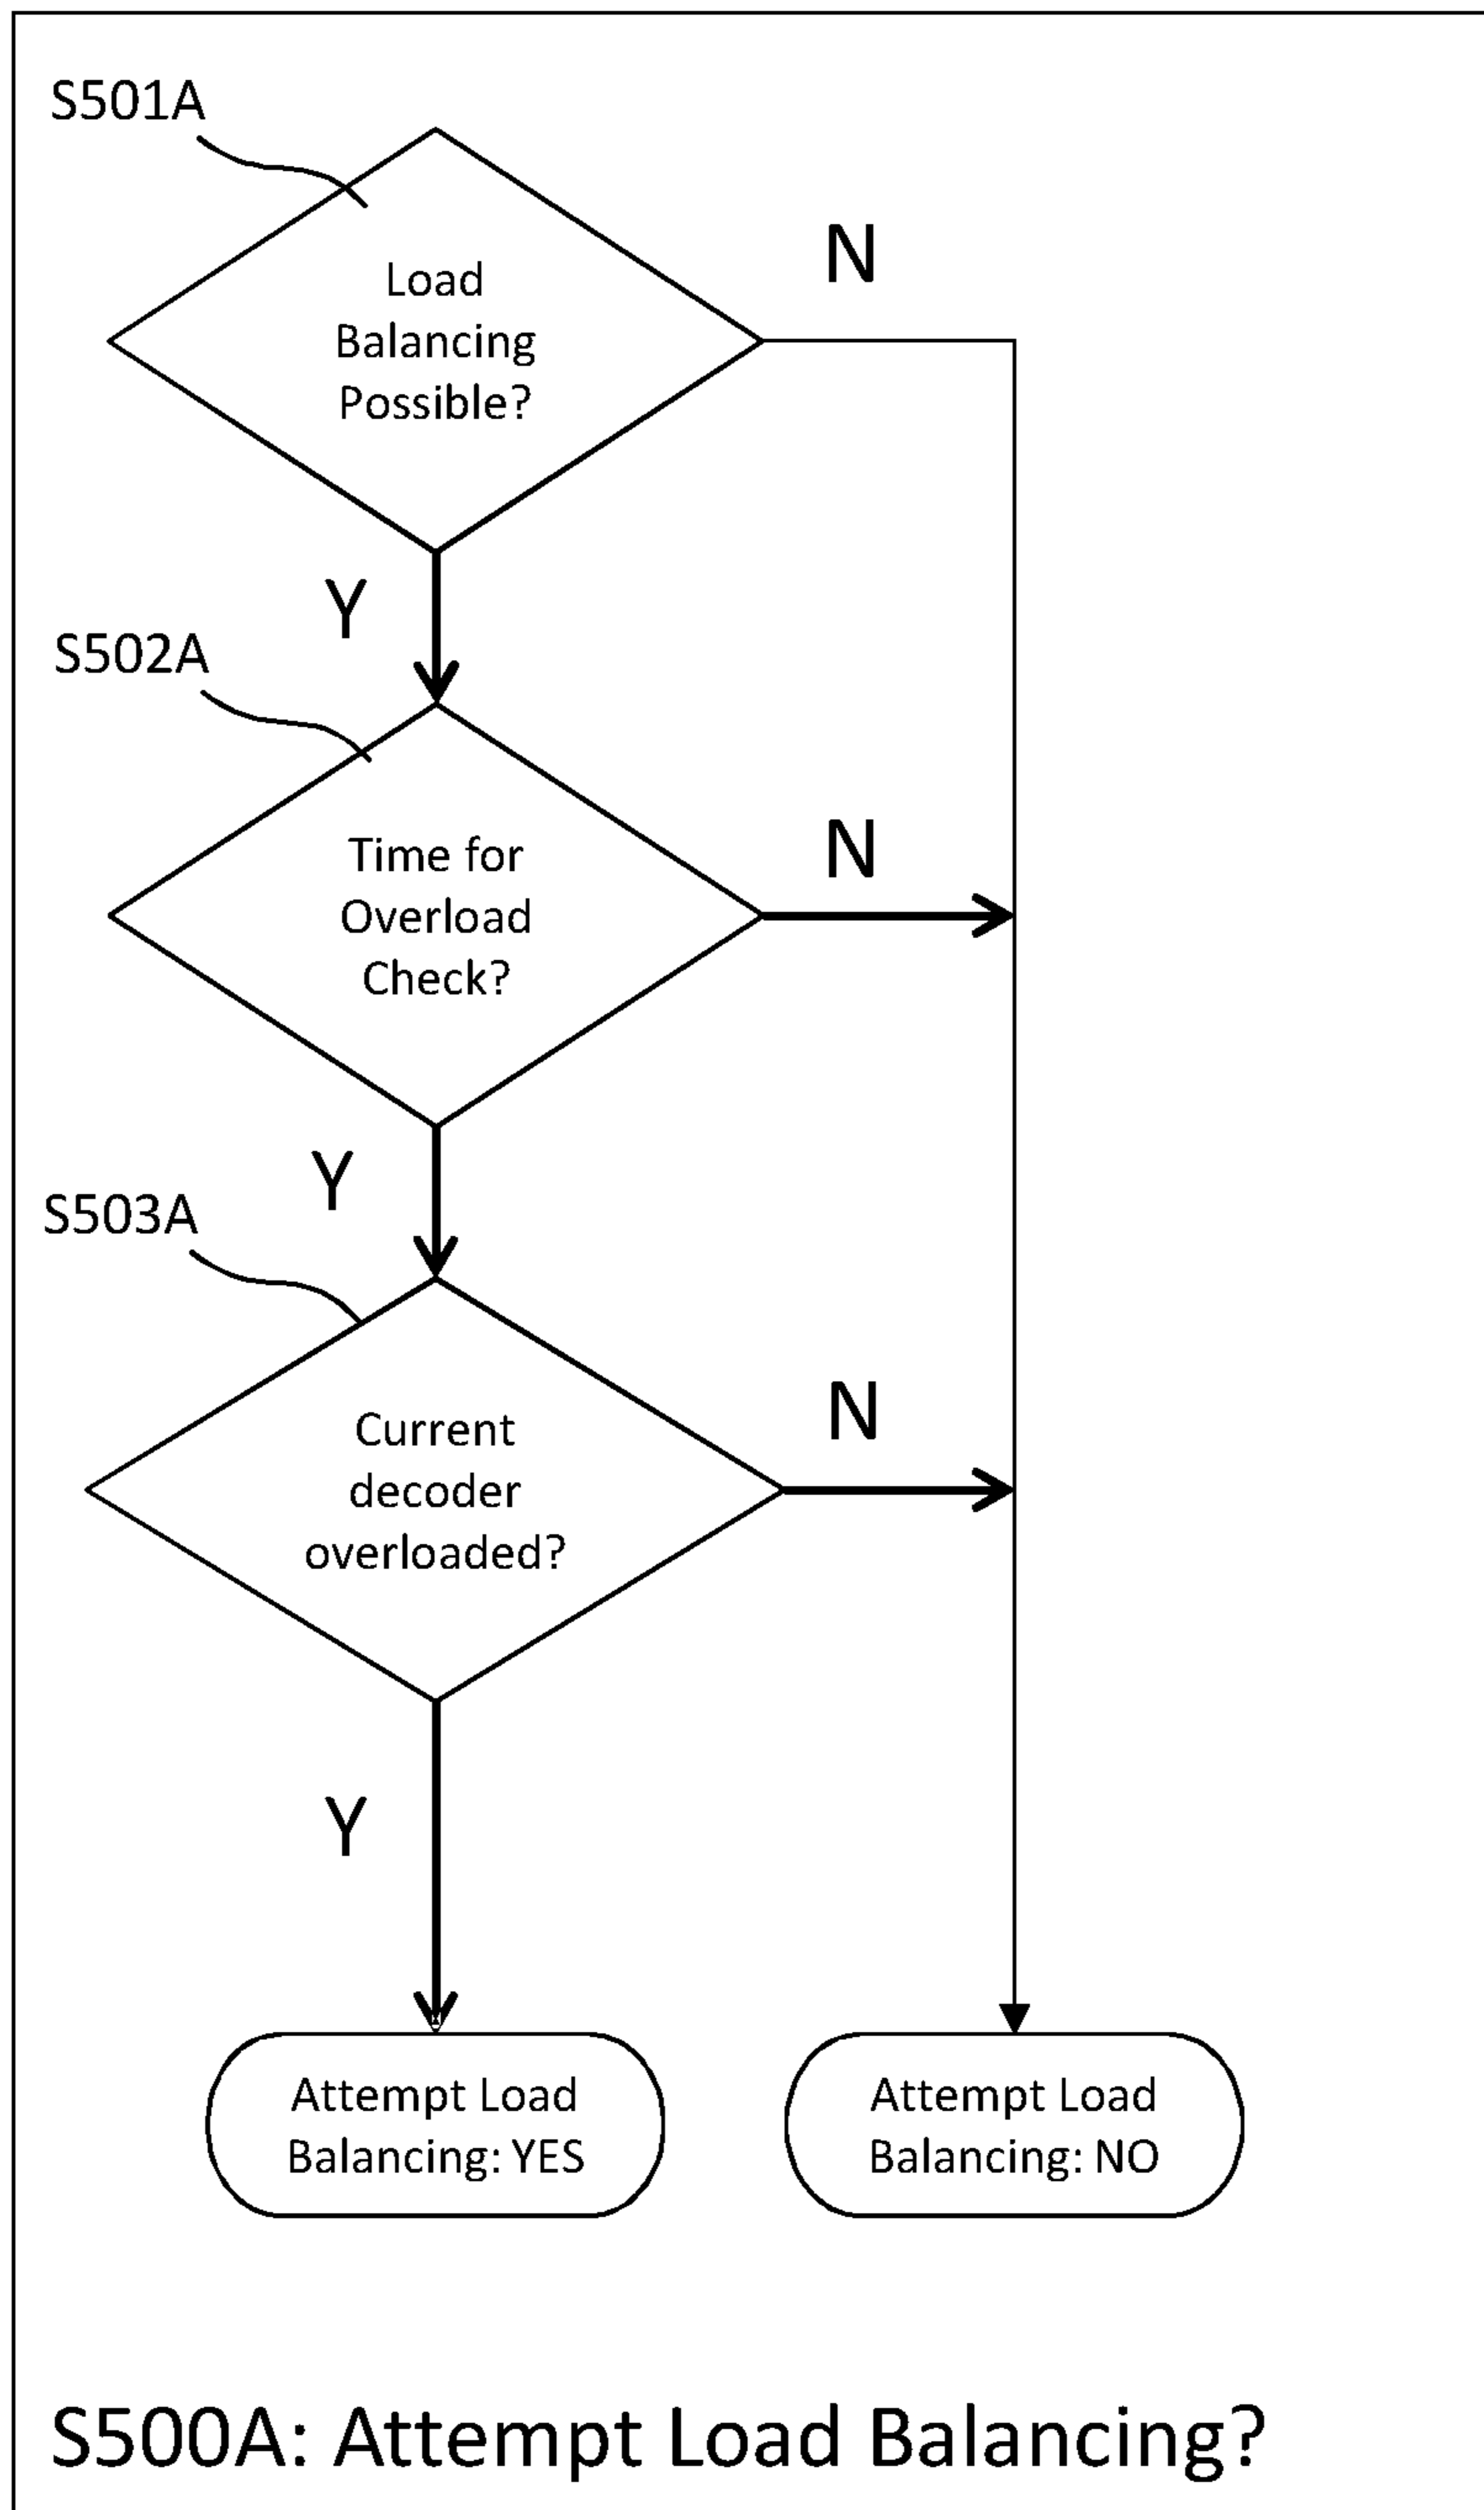 S501A
Load
Balancing
Possible?
N
Y
S502A
Time for
Overload
Check?
N
Y
S503A
Current
decoder
overloaded?
N
Y
Attempt Load
Balancing: YES
Attempt Load
Balancing: NO
S500A: Attempt Load Balancing?